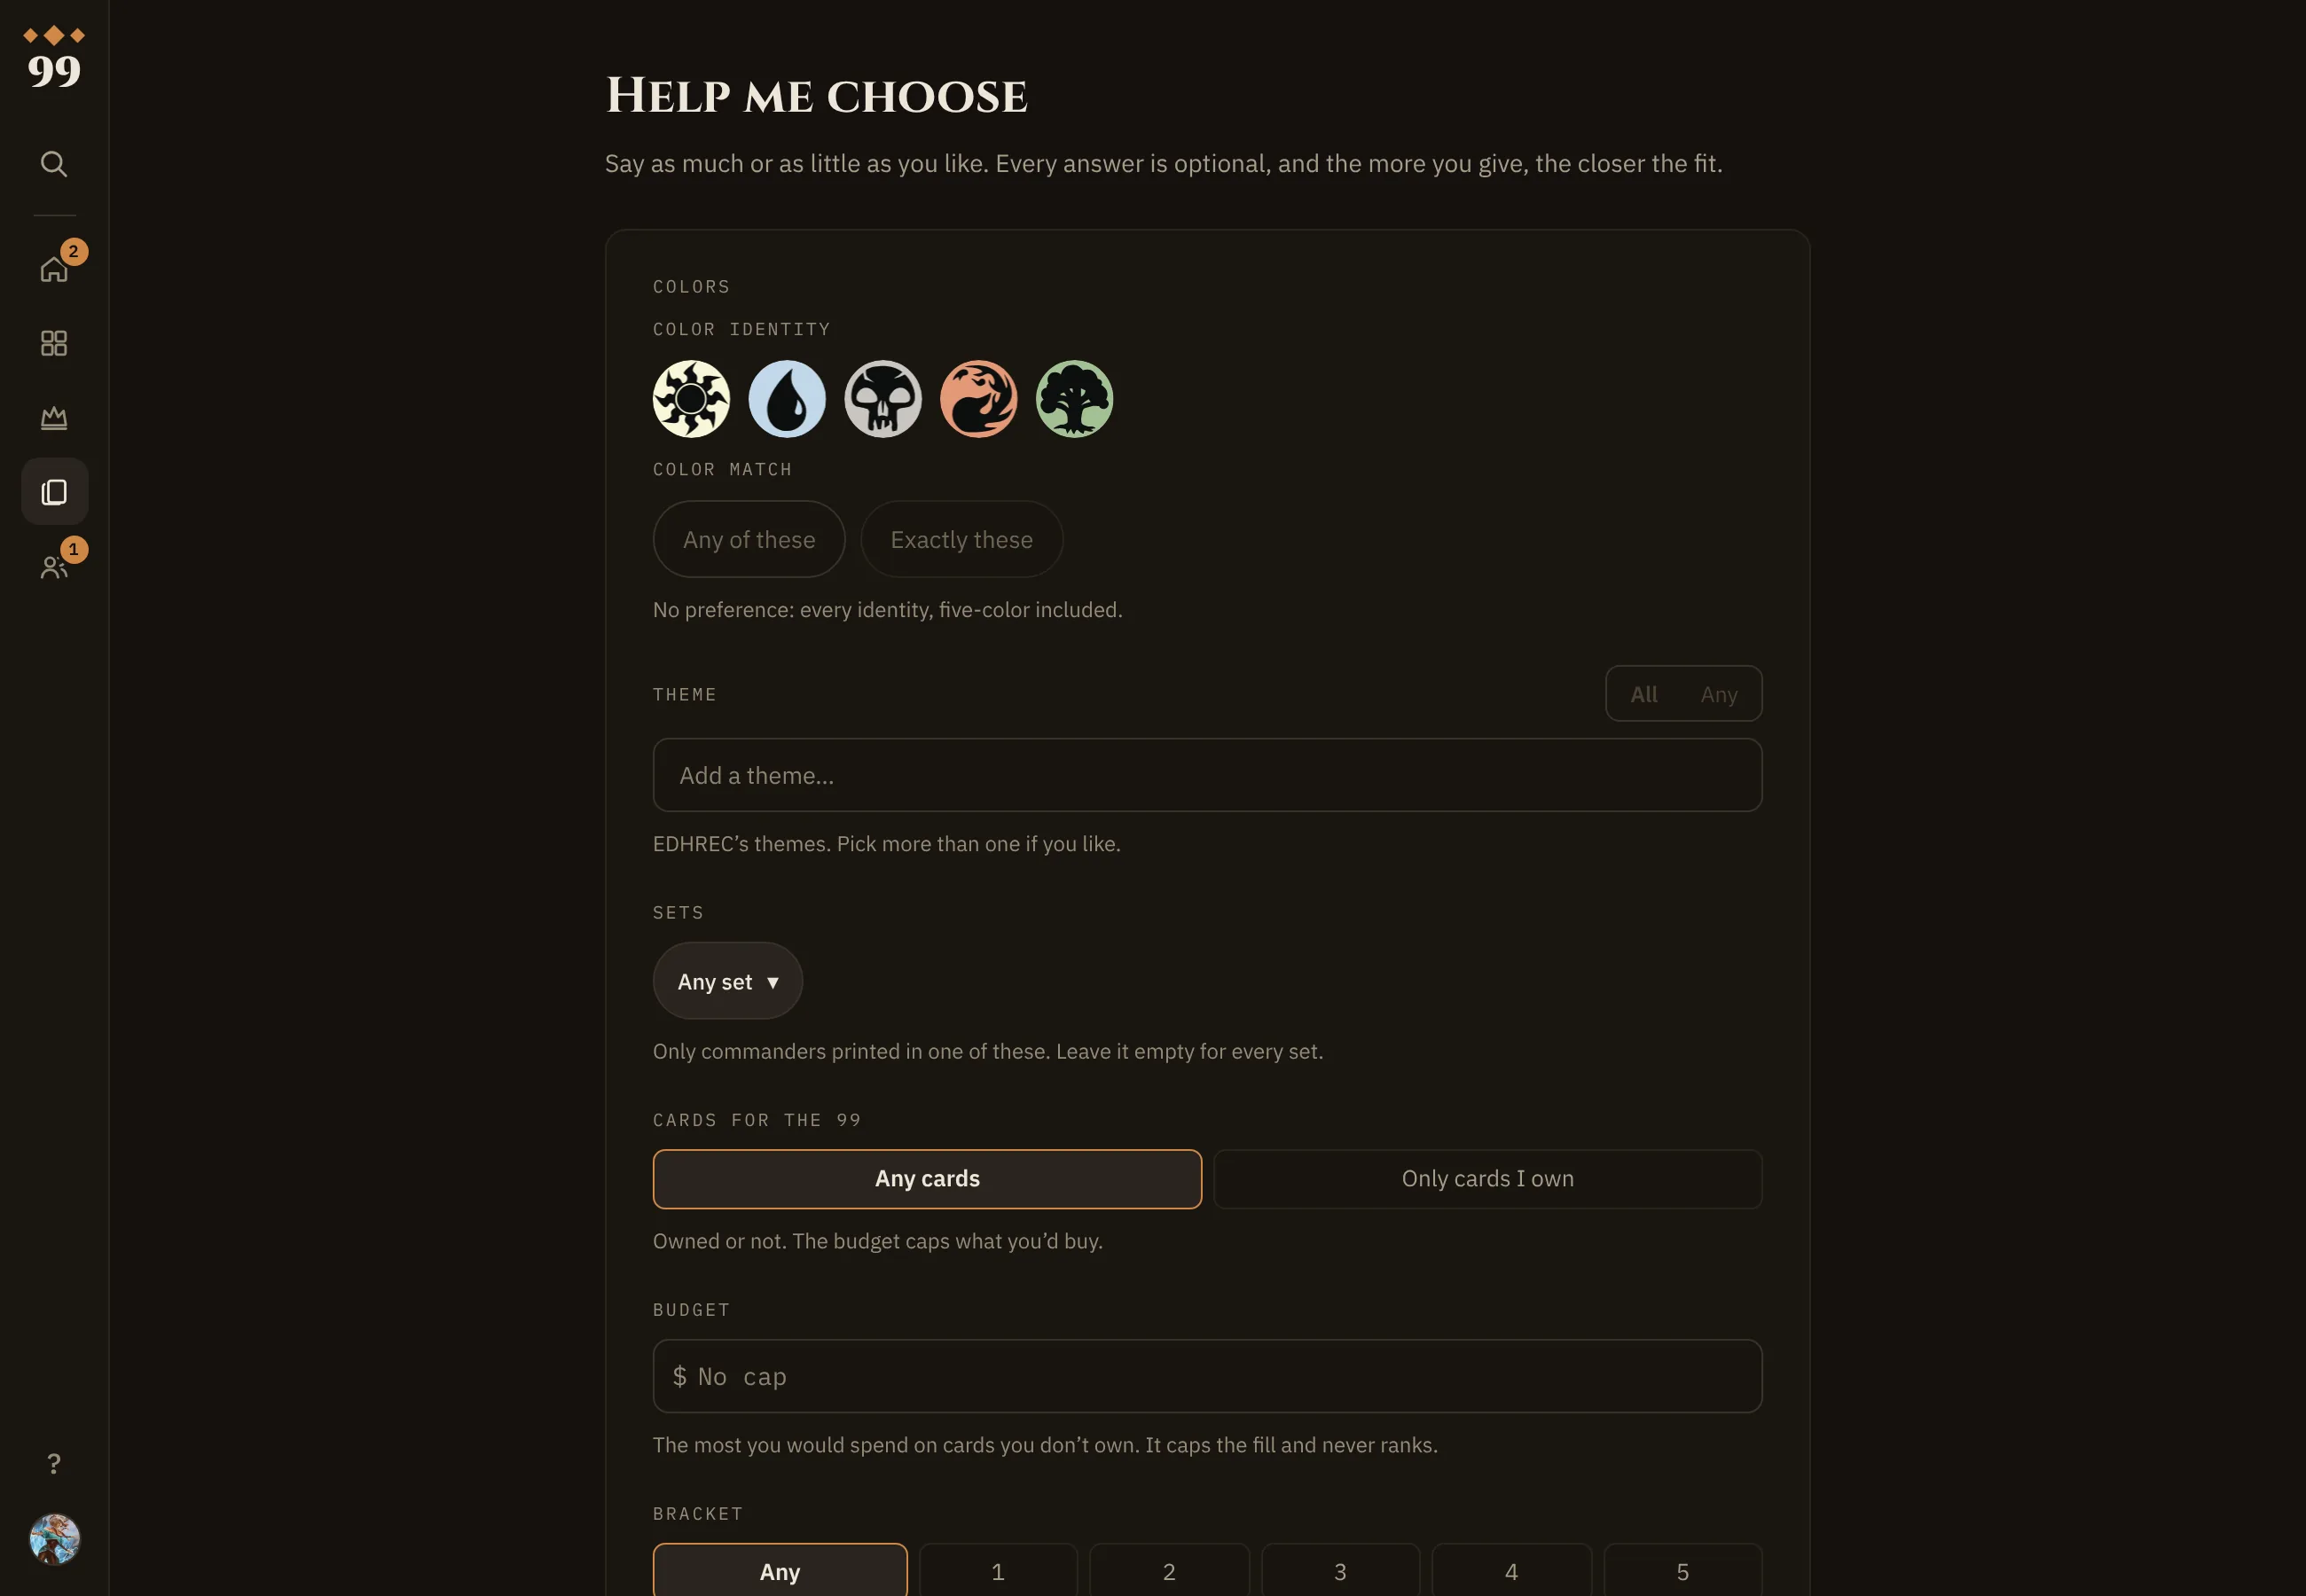 99
2
1
?
Help me choose
Say as much or as little as you like. Every answer is optional, and the more you give, the closer the fit.
COLORS
COLOR IDENTITY
COLOR MATCH
Any of these Exactly these
No preference: every identity, five-color included.
THEME All Any
Add a theme...
EDHREC’s themes. Pick more than one if you like.
SETS
Any set ▼
Only commanders printed in one of these. Leave it empty for every set.
CARDS FOR THE 99
Any cards Only cards I own
Owned or not. The budget caps what you’d buy.
BUDGET
$ No cap
The most you would spend on cards you don’t own. It caps the fill and never ranks.
BRACKET
Any 1 2 3 4 5